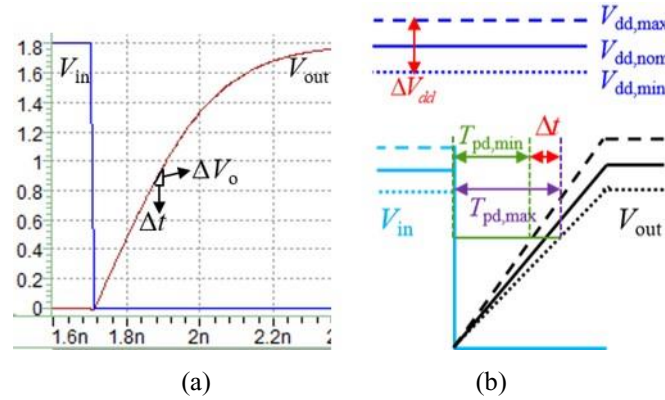 1.8
1.6
1.4
1.2
1
0.8
0.6
0.4
0.2
0
V_in
V_out
ΔV_o
Δt
1.6n 1.8n 2n 2.2n 2
(a)
V_dd,max
V_dd,nom
V_dd,min
ΔV_dd
T_pd,min
Δt
T_pd,max
V_in
V_out
(b)